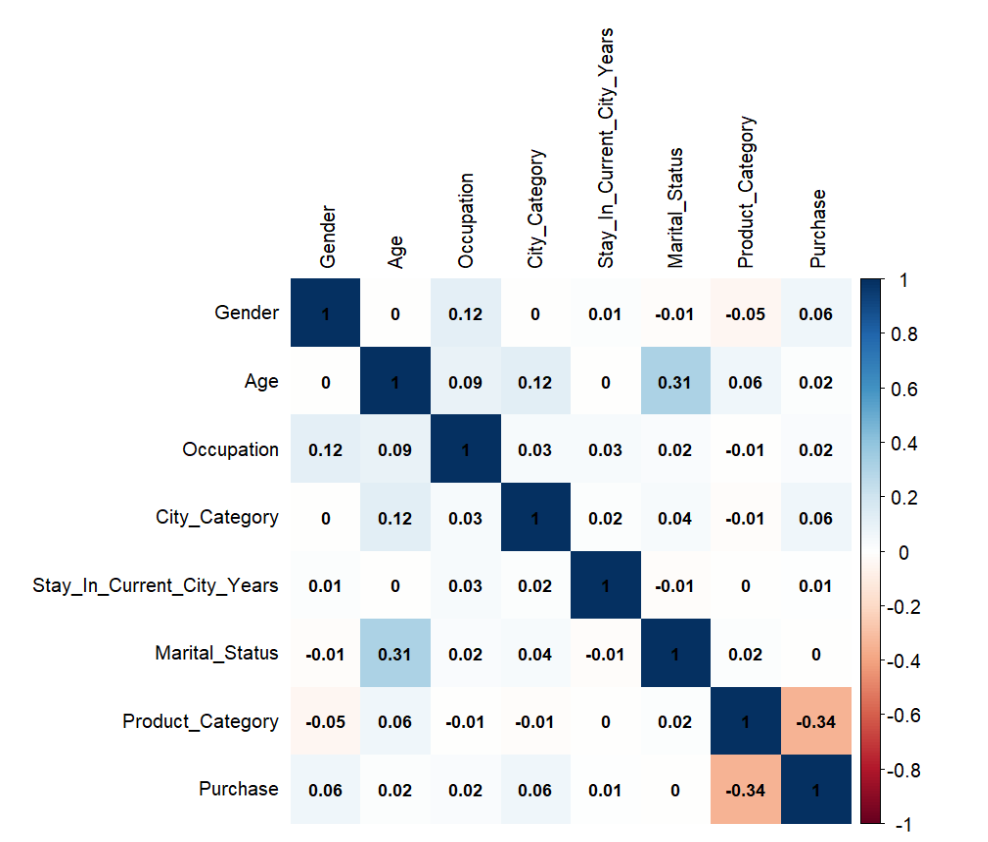 Gender
Age
Occupation
City_Category
Stay_In_Current_City_Years
Marital_Status
Product_Category
Purchase
Gender 1 0 0.12 0 0.01 -0.01 -0.05 0.06
Age 0 1 0.09 0.12 0 0.31 0.06 0.02
Occupation 0.12 0.09 1 0.03 0.03 0.02 -0.01 0.02
City_Category 0 0.12 0.03 1 0.02 0.04 -0.01 0.06
Stay_In_Current_City_Years 0.01 0 0.03 0.02 1 -0.01 0 0.01
Marital_Status -0.01 0.31 0.02 0.04 -0.01 1 0.02 0
Product_Category -0.05 0.06 -0.01 -0.01 0 0.02 1 -0.34
Purchase 0.06 0.02 0.02 0.06 0.01 0 -0.34 1
1
0.8
0.6
0.4
0.2
0
-0.2
-0.4
-0.6
-0.8
-1